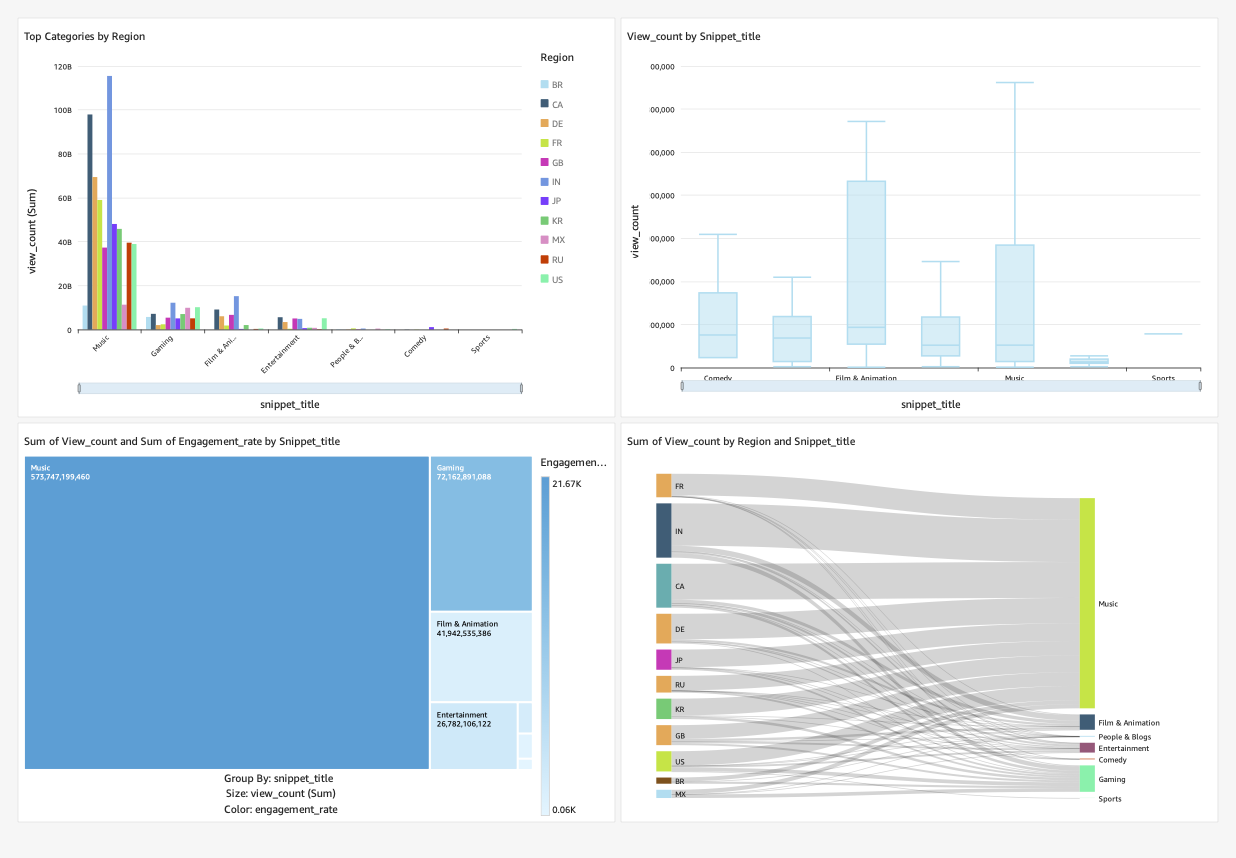 Top Categories by Region
120B
100B
80B
60B
40B
20B
0
view_count (Sum)
Music
Gaming
Film & Ani...
Entertainment
People & B...
Comedy
Sports
snippet_title
Region
BR
CA
DE
FR
GB
IN
JP
KR
MX
RU
US
View_count by Snippet_title
00,000
00,000
00,000
00,000
00,000
00,000
00,000
0
view_count
Comedy
Film & Animation
Music
Sports
snippet_title
Sum of View_count and Sum of Engagement_rate by Snippet_title
Music
573,747,199,460
Gaming
72,162,891,088
Film & Animation
41,942,535,386
Entertainment
26,782,106,122
Group By: snippet_title
Size: view_count (Sum)
Color: engagement_rate
Engagemen...
21.67K
0.06K
Sum of View_count by Region and Snippet_title
FR
IN
CA
DE
JP
RU
KR
GB
US
BR
MX
Music
Film & Animation
People & Blogs
Entertainment
Comedy
Gaming
Sports